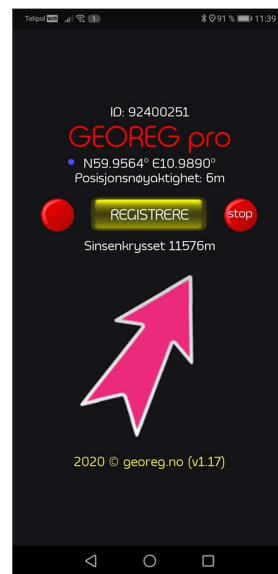 Telipol 1 91 % 11:39
ID: 92400251
GEOREG pro
N59.9564° E10.9890°
Posisjonsnøyaktighet: 6m
REGISTRERE stop
Sinsenkrysset 11576m
2020 © georeg.no (v1.17)